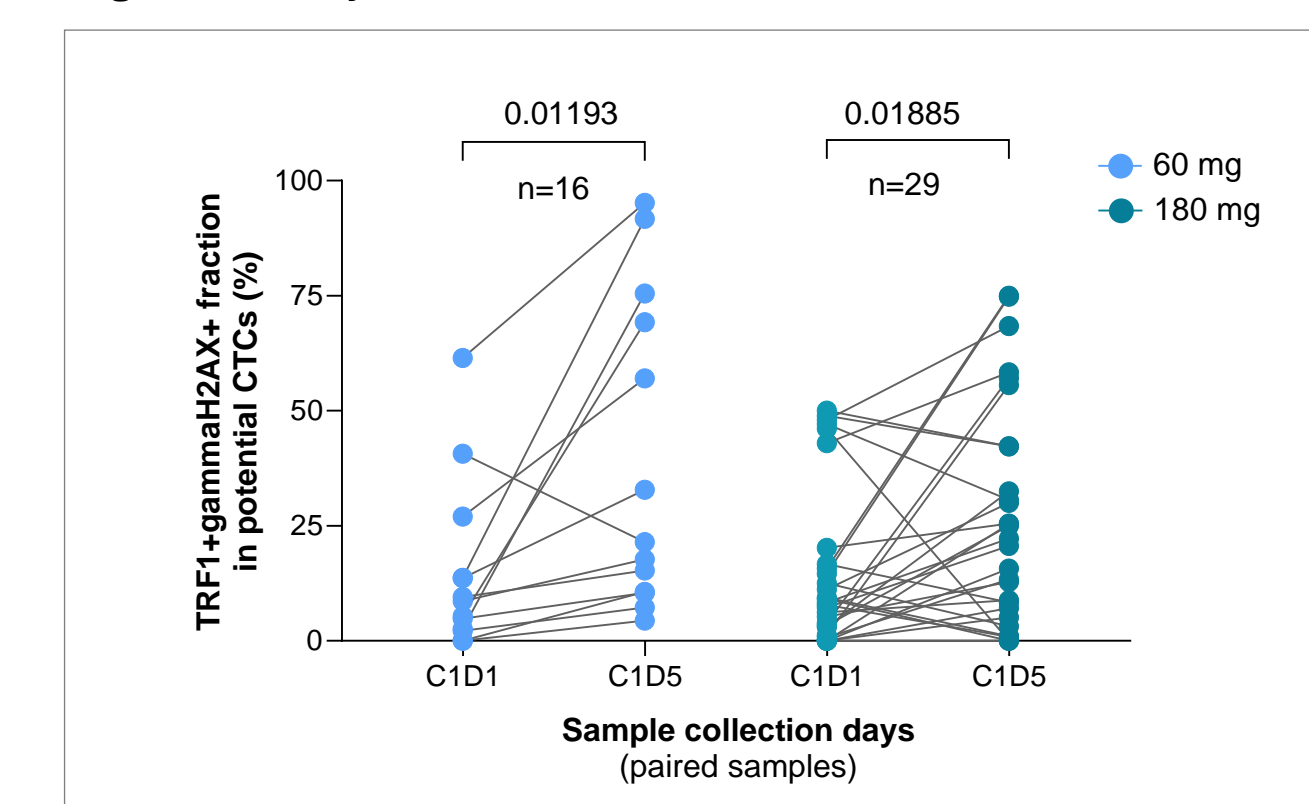 0.01193
0.01885
n=16
n=29
60 mg
180 mg
TRF1+gammaH2AX+ fraction
in potential CTCs (%)
100
75
50
25
0
C1D1
C1D5
C1D1
C1D5
Sample collection days
(paired samples)